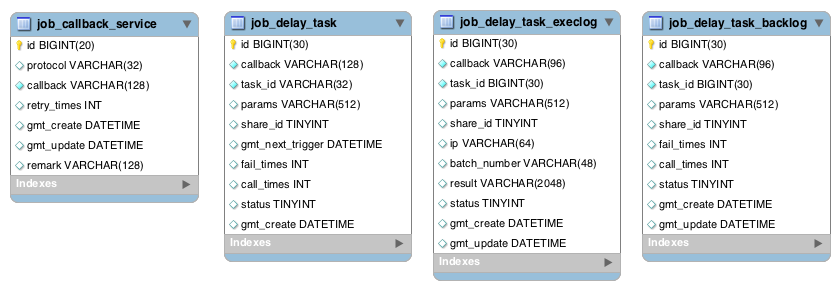 job_callback_service
id BIGINT(20)
protocol VARCHAR(32)
callback VARCHAR(128)
retry_times INT
gmt_create DATETIME
gmt_update DATETIME
remark VARCHAR(128)
Indexes
job_delay_task
id BIGINT(30)
callback VARCHAR(128)
task_id VARCHAR(32)
params VARCHAR(512)
share_id TINYINT
gmt_next_trigger DATETIME
fail_times INT
call_times INT
status TINYINT
gmt_create DATETIME
Indexes
job_delay_task_execlog
id BIGINT(30)
callback VARCHAR(96)
task_id BIGINT(30)
params VARCHAR(512)
share_id TINYINT
ip VARCHAR(64)
batch_number VARCHAR(48)
result VARCHAR(2048)
status TINYINT
gmt_create DATETIME
gmt_update DATETIME
Indexes
job_delay_task_backlog
id BIGINT(30)
callback VARCHAR(96)
task_id BIGINT(30)
params VARCHAR(512)
share_id TINYINT
fail_times INT
call_times INT
status TINYINT
gmt_create DATETIME
gmt_update DATETIME
Indexes